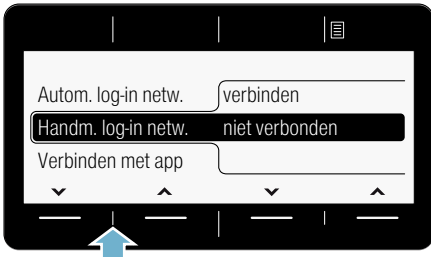 Autom. log-in netw. verbinden
Handm. log-in netw. niet verbonden
Verbinden met app